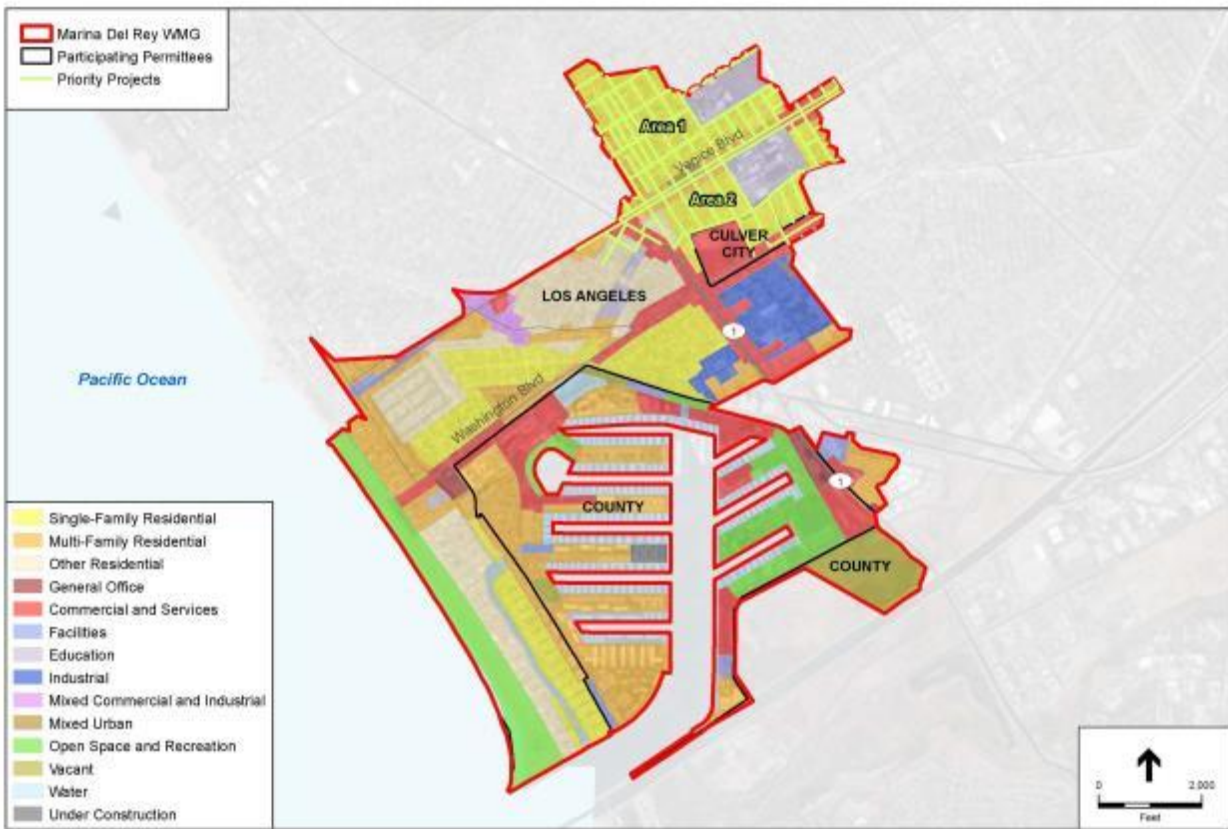 Marina Del Rey WMG
Participating Permittees
Priority Projects
Area 1
Venice Blvd
Area 2
CULVER
CITY
LOS ANGELES
1
Pacific Ocean
Washington Blvd
COUNTY
1
COUNTY
Single-Family Residential
Multi-Family Residential
Other Residential
General Office
Commercial and Services
Facilities
Education
Industrial
Mixed Commercial and Industrial
Mixed Urban
Open Space and Recreation
Vacant
Water
Under Construction
0 2,000
Feet